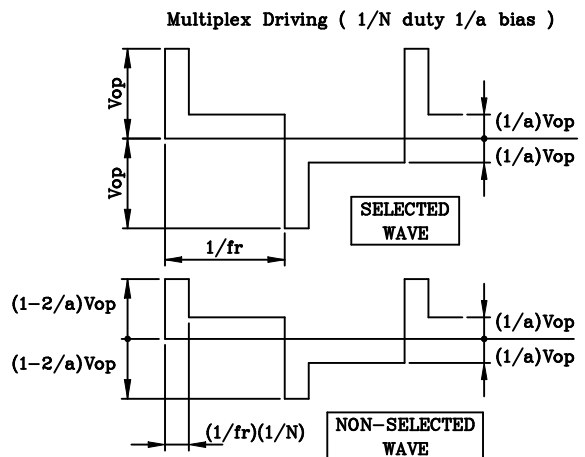 Multiplex Driving ( 1/N duty 1/a bias )
Vop
(1/a)Vop
(1/a)Vop
Vop
SELECTED
WAVE
1/fr
(1-2/a)Vop
(1/a)Vop
(1-2/a)Vop
(1/a)Vop
(1/fr)(1/N)
NON-SELECTED
WAVE